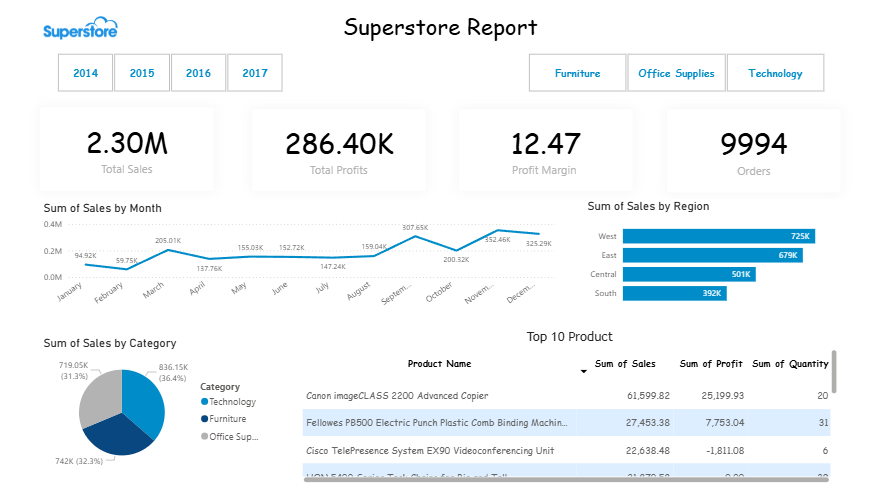 Superstore
Superstore Report
2014 2015 2016 2017
Furniture Office Supplies Technology
2.30M
Total Sales
286.40K
Total Profits
12.47
Profit Margin
9994
Orders
Sum of Sales by Month
0.4M
0.2M
0.0M
94.92K 59.75K 205.01K 137.76K 155.03K 152.72K 147.24K 159.04K 307.65K 200.32K 352.46K 325.29K
January February March April May June July August Septem... October Novem... Decem...
Sum of Sales by Region
West 725K
East 679K
Central 501K
South 392K
Sum of Sales by Category
719.05K
(31.3%)
836.15K
(36.4%)
742K (32.3%)
Category
Technology
Furniture
Office Sup...
Top 10 Product
Product Name Sum of Sales Sum of Profit Sum of Quantity
Canon imageCLASS 2200 Advanced Copier 61,599.82 25,199.93 20
Fellowes PB500 Electric Punch Plastic Comb Binding Machin... 27,453.38 7,753.04 31
Cisco TelePresence System EX90 Videoconferencing Unit 22,638.48 -1,811.08 6